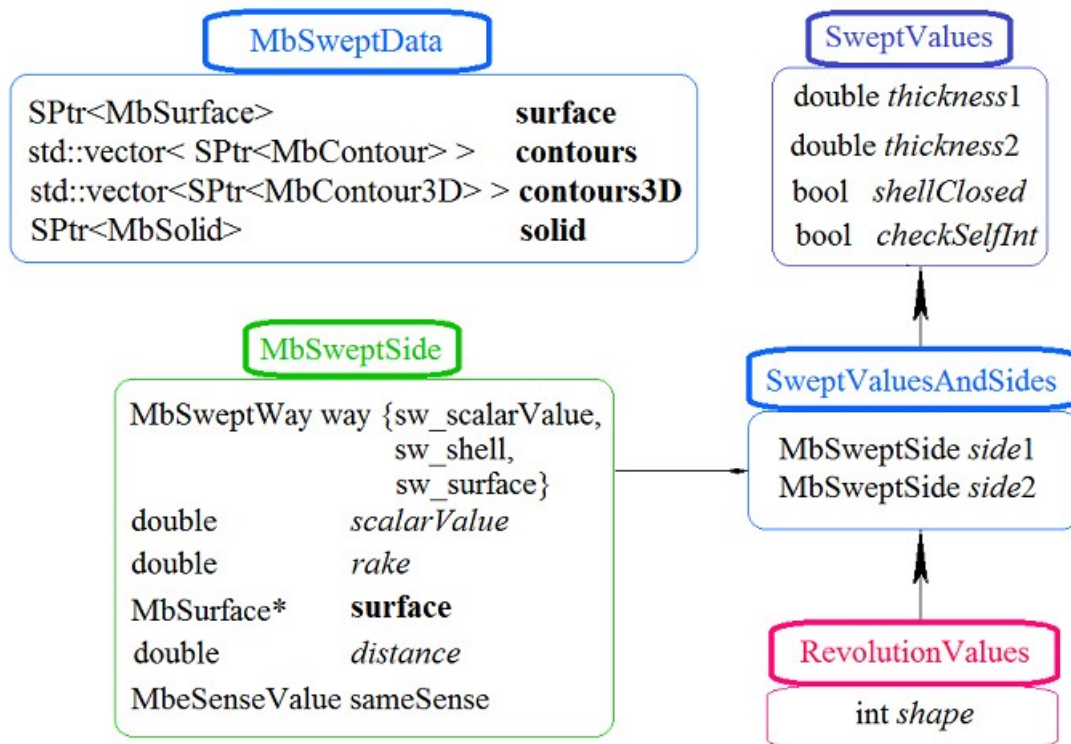 MbSweptData
SPtr<MbSurface> surface
std::vector< SPtr<MbContour> > contours
std::vector<SPtr<MbContour3D> > contours3D
SPtr<MbSolid> solid
SweptValues
double thickness1
double thickness2
bool shellClosed
bool checkSelfInt
MbSweptSide
MbSweptWay way {sw_scalarValue,
sw_shell,
sw_surface}
double scalarValue
double rake
MbSurface* surface
double distance
MbeSenseValue sameSense
SweptValuesAndSides
MbSweptSide side1
MbSweptSide side2
RevolutionValues
int shape